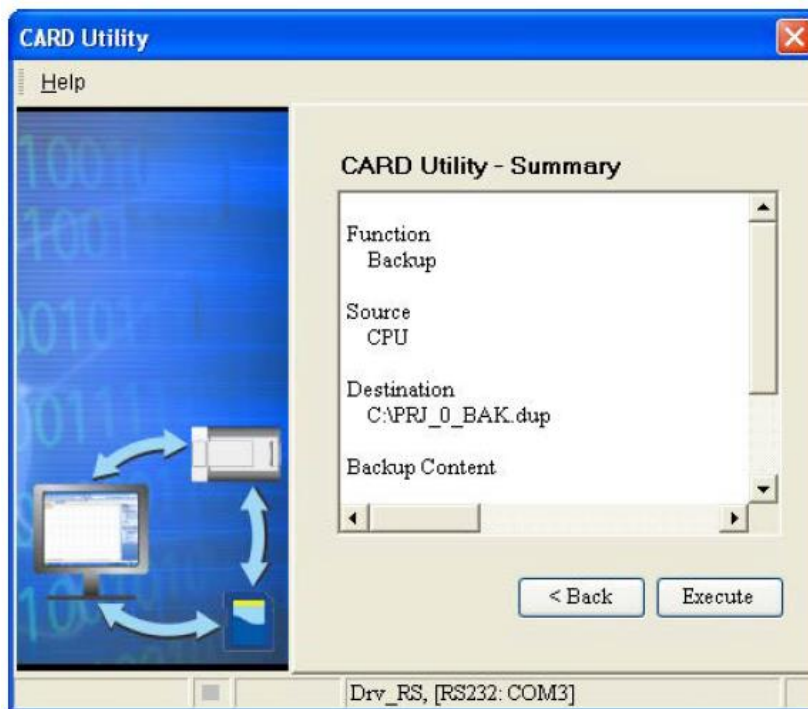 CARD Utility
Help
CARD Utility - Summary
Function
Backup
Source
CPU
Destination
C:\PRJ_0_BAK.dup
Backup Content
< Back
Execute
Drv_RS, [RS232: COM3]